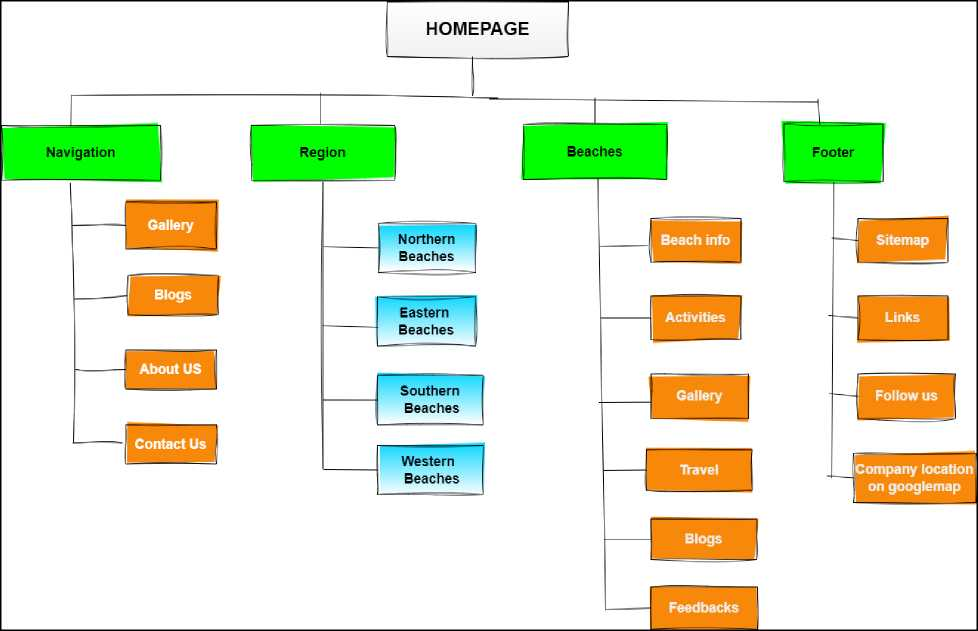 HOMEPAGE
Navigation
Region
Beaches
Footer
Gallery
Blogs
About US
Contact Us
Northern
Beaches
Eastern
Beaches
Southern
Beaches
Western
Beaches
Beach info
Activities
Gallery
Travel
Blogs
Feedbacks
Sitemap
Links
Follow us
Company location
on googlemap